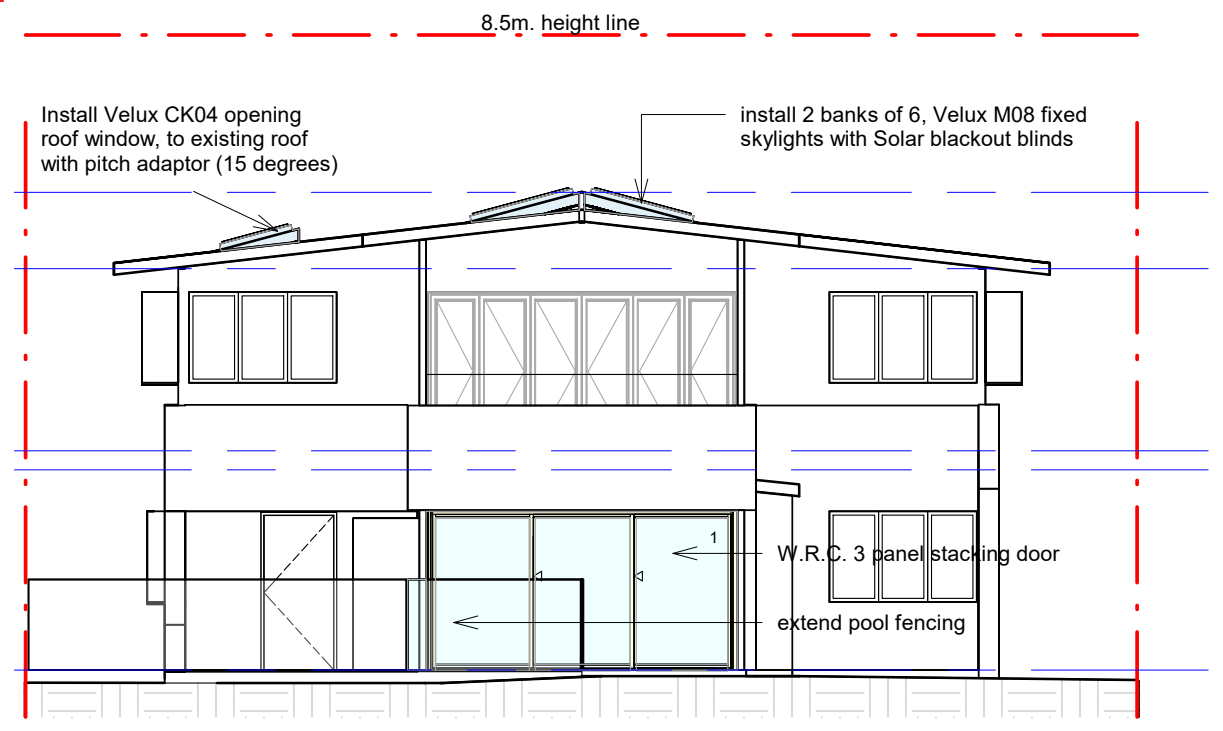 8.5m. height line
Install Velux CK04 opening
roof window, to existing roof
with pitch adaptor (15 degrees)
install 2 banks of 6, Velux M08 fixed
skylights with Solar blackout blinds
1
W.R.C. 3 panel stacking door
extend pool fencing